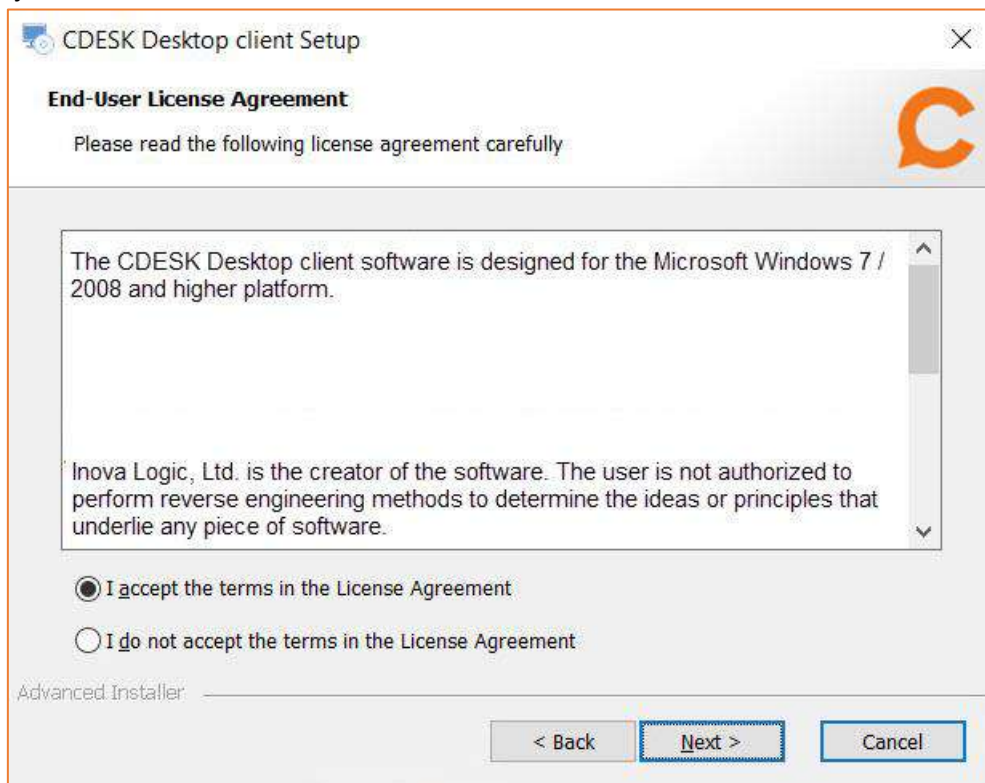 CDESK Desktop client Setup
End-User License Agreement
Please read the following license agreement carefully
The CDESK Desktop client software is designed for the Microsoft Windows 7 /
2008 and higher platform.
Inova Logic, Ltd. is the creator of the software. The user is not authorized to
perform reverse engineering methods to determine the ideas or principles that
underlie any piece of software.
I accept the terms in the License Agreement
I do not accept the terms in the License Agreement
Advanced Installer
< Back
Next >
Cancel